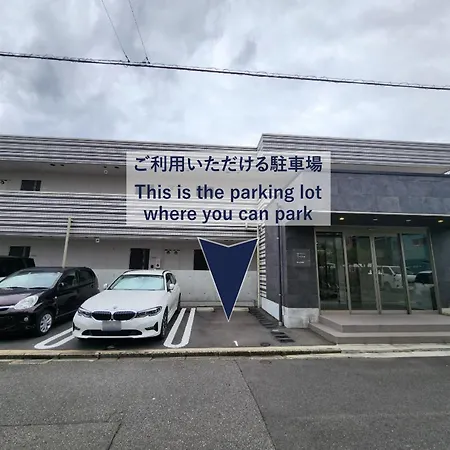 ご利用いただける駐車場
This is the parking lot
where you can park